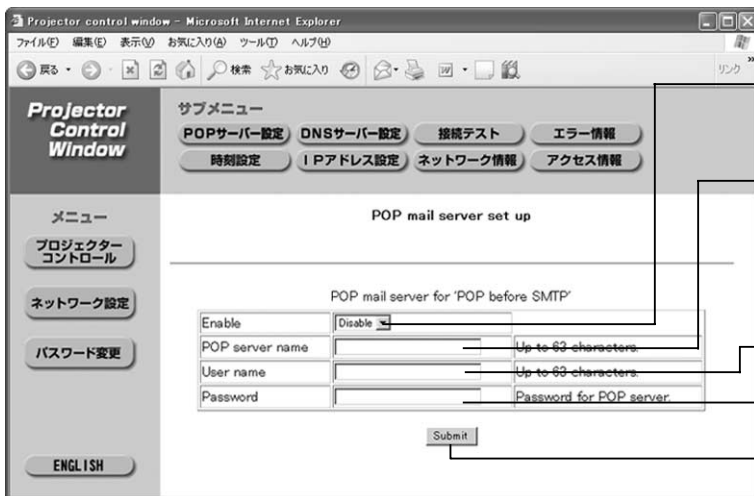 Projector control window - Microsoft Internet Explorer
ファイル(F) 編集(E) 表示(V) お気に入り(A) ツール(T) ヘルプ(H)
戻る 検索 お気に入り リンク »
Projector
Control
Window
サブメニュー
POPサーバー設定 DNSサーバー設定 接続テスト エラー情報
時刻設定 IPアドレス設定 ネットワーク情報 アクセス情報
メニュー
プロジェクター
コントロール
ネットワーク設定
パスワード変更
ENGLISH
POP mail server set up
POP mail server for 'POP before SMTP'
Enable Disable
POP server name Up to 63 characters.
User name Up to 63 characters.
Password Password for POP server.
Submit